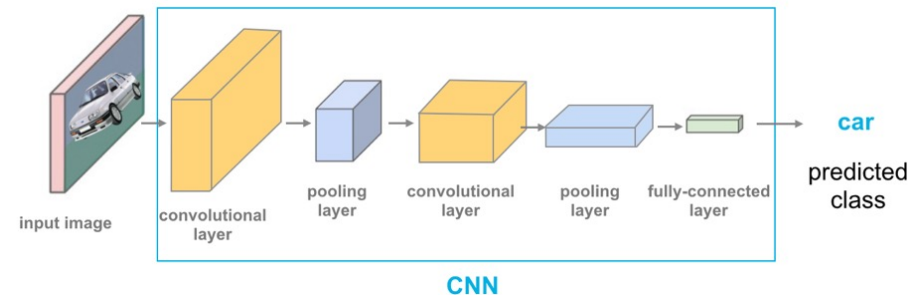 input image
convolutional
layer
pooling
layer
convolutional
layer
pooling
layer
fully-connected
layer
car
predicted
class
CNN